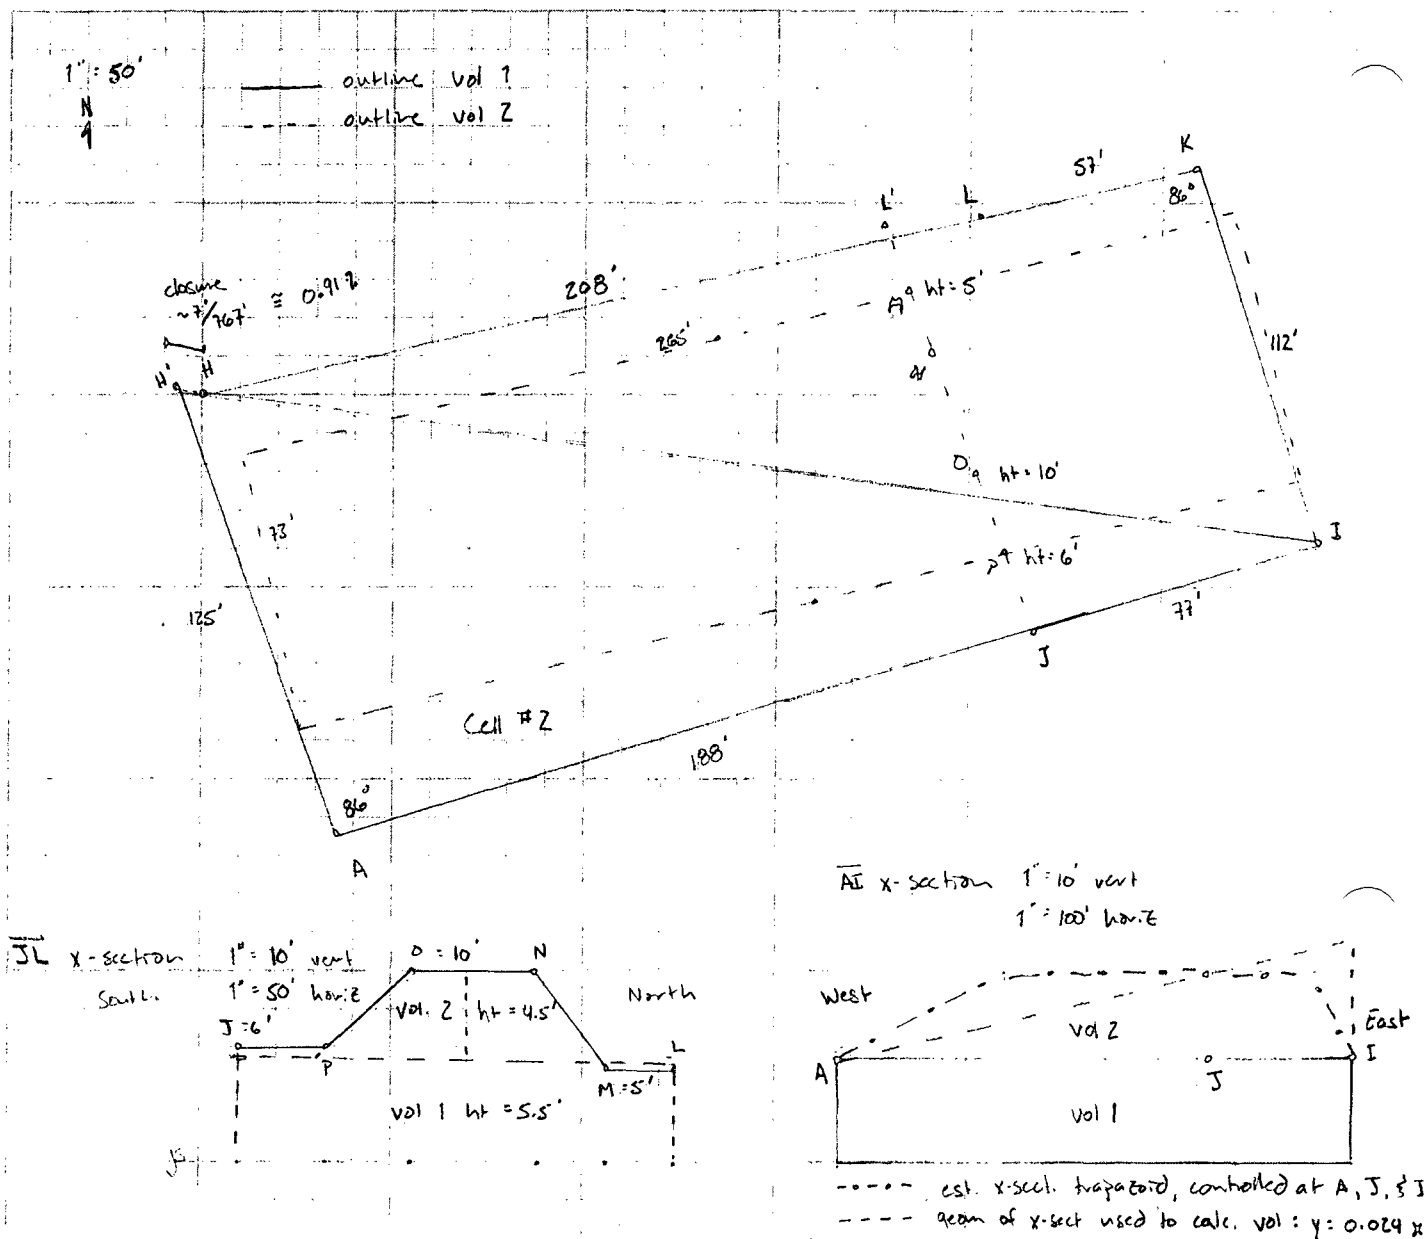 1" = 50'
N
outline vol 1
outline vol 2
K
57'
86°
L' L
closure
~7'/767' ≅ 0.91%
208'
ht = 5'
265'
112'
H' H
N
O ht = 10'
I
73'
P ht = 6'
125'
77'
J
Cell #2
188'
86°
A
A̅I̅ x-section 1" = 10' vert
1" = 100' horiz
J̅L̅ x-section 1" = 10' vert
South 1" = 50' horiz
O = 10' N
North
West
J = 6'
vol. 2 ht = 4.5'
vol 2
East
L
P
M = 5'
A
J
I
vol 1 ht = 5.5'
vol 1
est. x-sect. trapazoid, controlled at A, J, & I
geom of x-sect used to calc. vol : y = 0.024 x